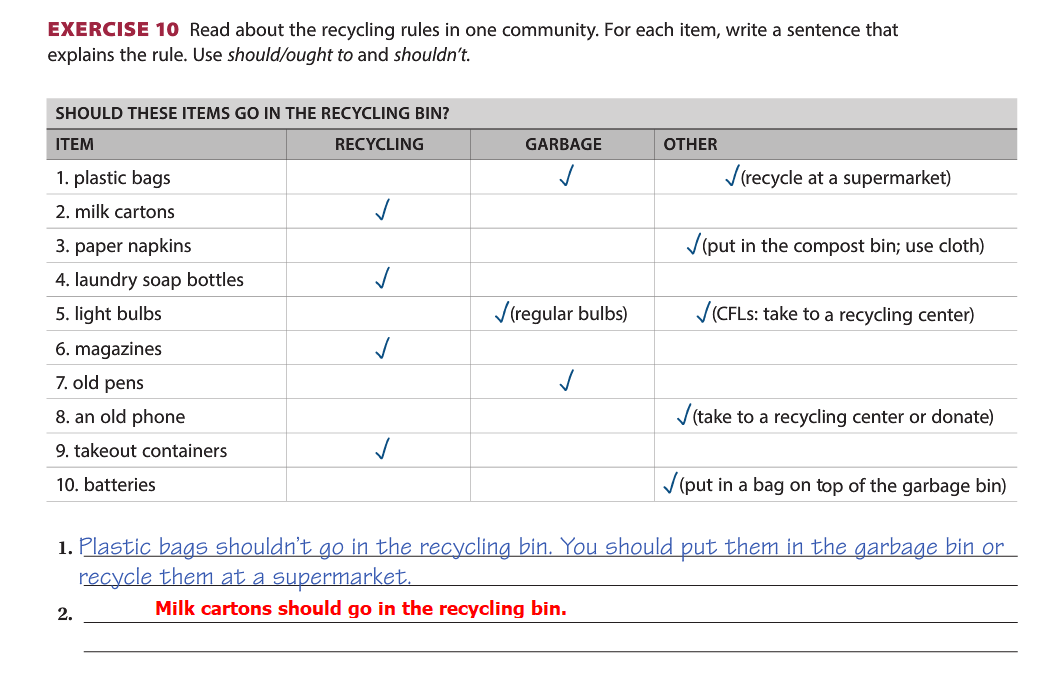 EXERCISE 10 Read about the recycling rules in one community. For each item, write a sentence that
explains the rule. Use should/ought to and shouldn't.
SHOULD THESE ITEMS GO IN THE RECYCLING BIN?
ITEM RECYCLING GARBAGE OTHER
1. plastic bags ✓ ✓(recycle at a supermarket)
2. milk cartons ✓
3. paper napkins ✓(put in the compost bin; use cloth)
4. laundry soap bottles ✓
5. light bulbs ✓(regular bulbs) ✓(CFLs: take to a recycling center)
6. magazines ✓
7. old pens ✓
8. an old phone ✓(take to a recycling center or donate)
9. takeout containers ✓
10. batteries ✓(put in a bag on top of the garbage bin)
1. Plastic bags shouldn't go in the recycling bin. You should put them in the garbage bin or
recycle them at a supermarket.
2. Milk cartons should go in the recycling bin.